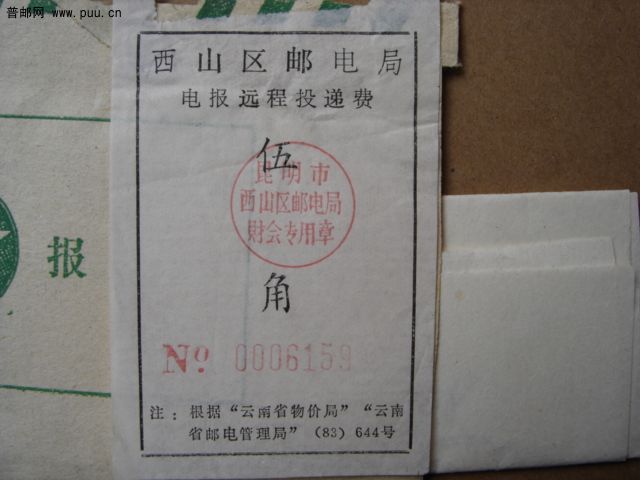 普邮网 www.puu.cn
西山区邮电局
电报远程投递费
伍
昆明市
西山区邮电局
财会专用章
角
报
No. 0006159
注：根据“云南省物价局”“云南
省邮电管理局”（83）644号